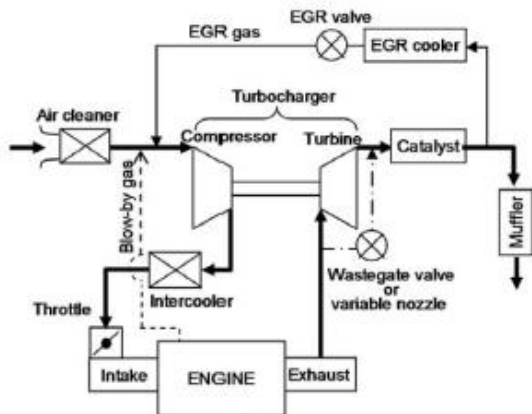 EGR valve
EGR gas
EGR cooler
Turbocharger
Air cleaner
Compressor
Turbine
Catalyst
Blow-by gas
Muffler
Wastegate valve
or
variable nozzle
Intercooler
Throttle
Intake
ENGINE
Exhaust